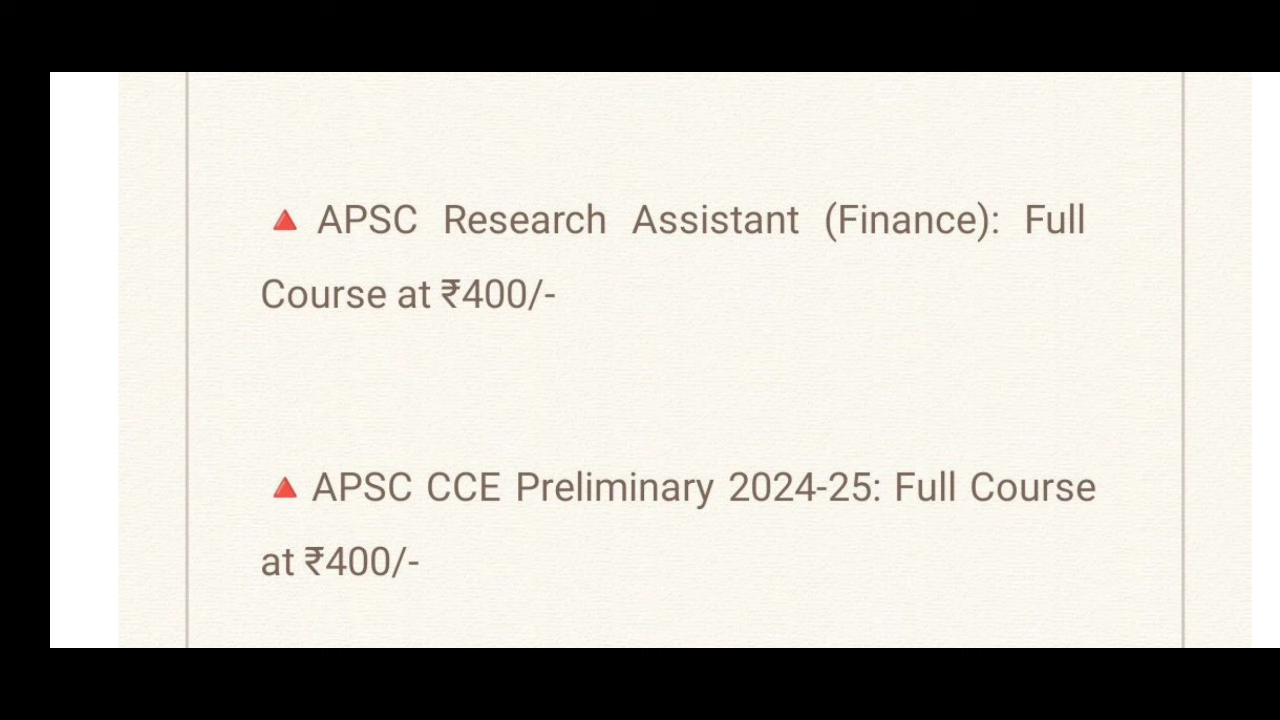 🔺 APSC Research Assistant (Finance): Full
Course at ₹400/-
🔺 APSC CCE Preliminary 2024-25: Full Course
at ₹400/-